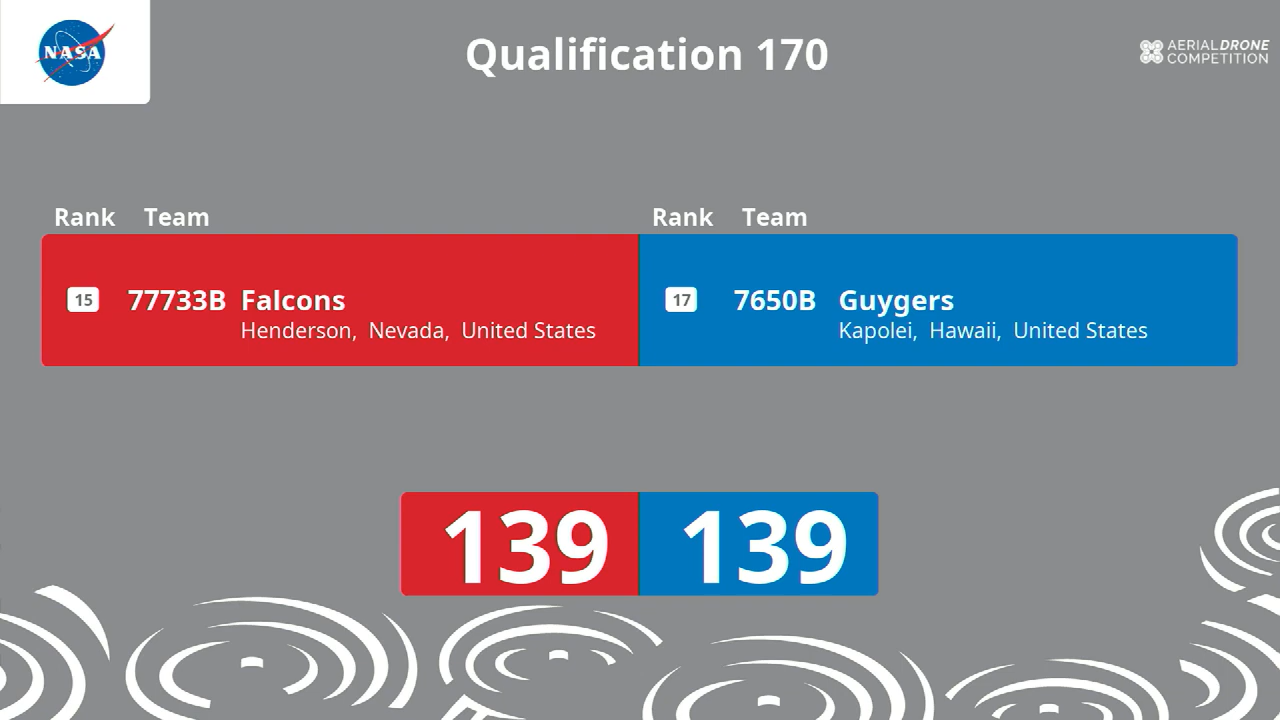 NASA
Qualification 170
AERIALDRONE
COMPETITION
Rank Team
Rank Team
15 77733B Falcons
Henderson, Nevada, United States
17 7650B Guygers
Kapolei, Hawaii, United States
139 139